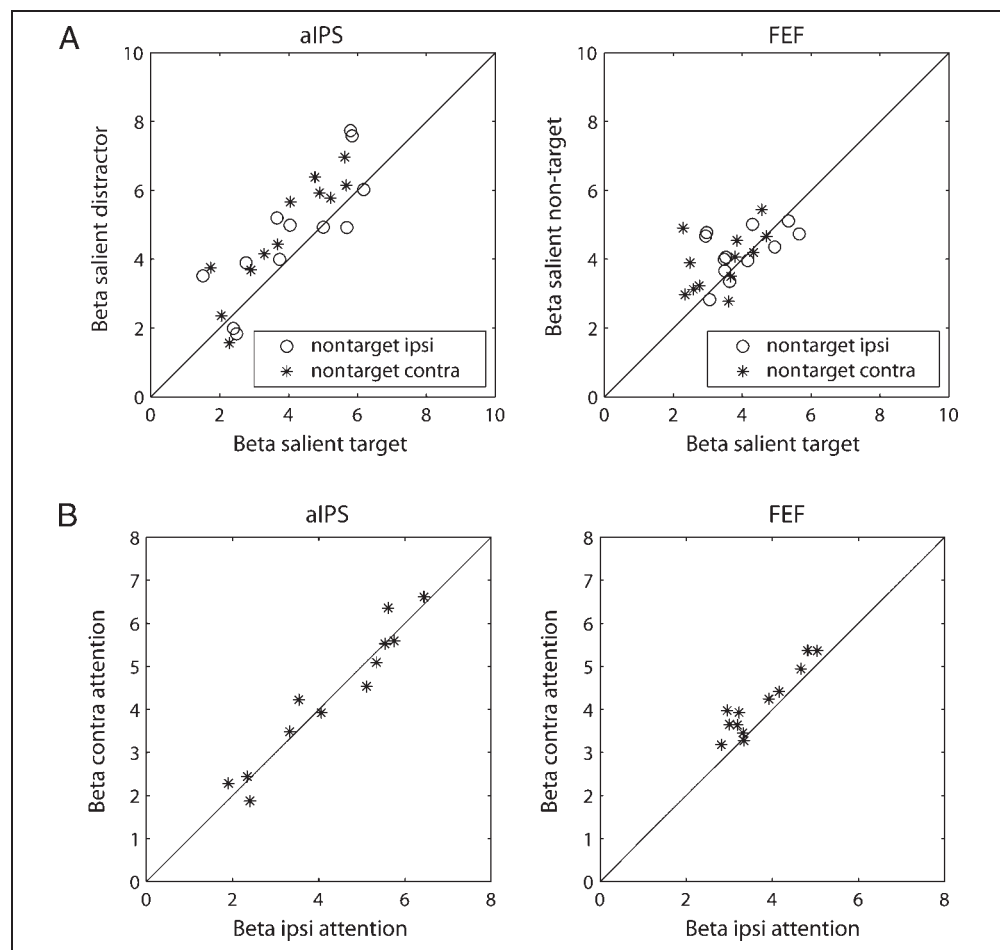 A
aIPS
FEF
10
8
6
4
2
0
Beta salient distractor
nontarget ipsi
nontarget contra
0 2 4 6 8 10
Beta salient target
10
8
6
4
2
0
Beta salient non-target
nontarget ipsi
nontarget contra
0 2 4 6 8 10
Beta salient target
B
aIPS
FEF
8
7
6
5
4
3
2
1
0
Beta contra attention
0 2 4 6 8
Beta ipsi attention
8
7
6
5
4
3
2
1
0
Beta contra attention
0 2 4 6 8
Beta ipsi attention